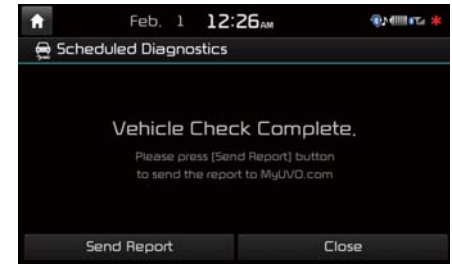 Feb. 1 12:26AM
Scheduled Diagnostics
Vehicle Check Complete.
Please press [Send Report] button
to send the report to MyUVO.com
Send Report
Close